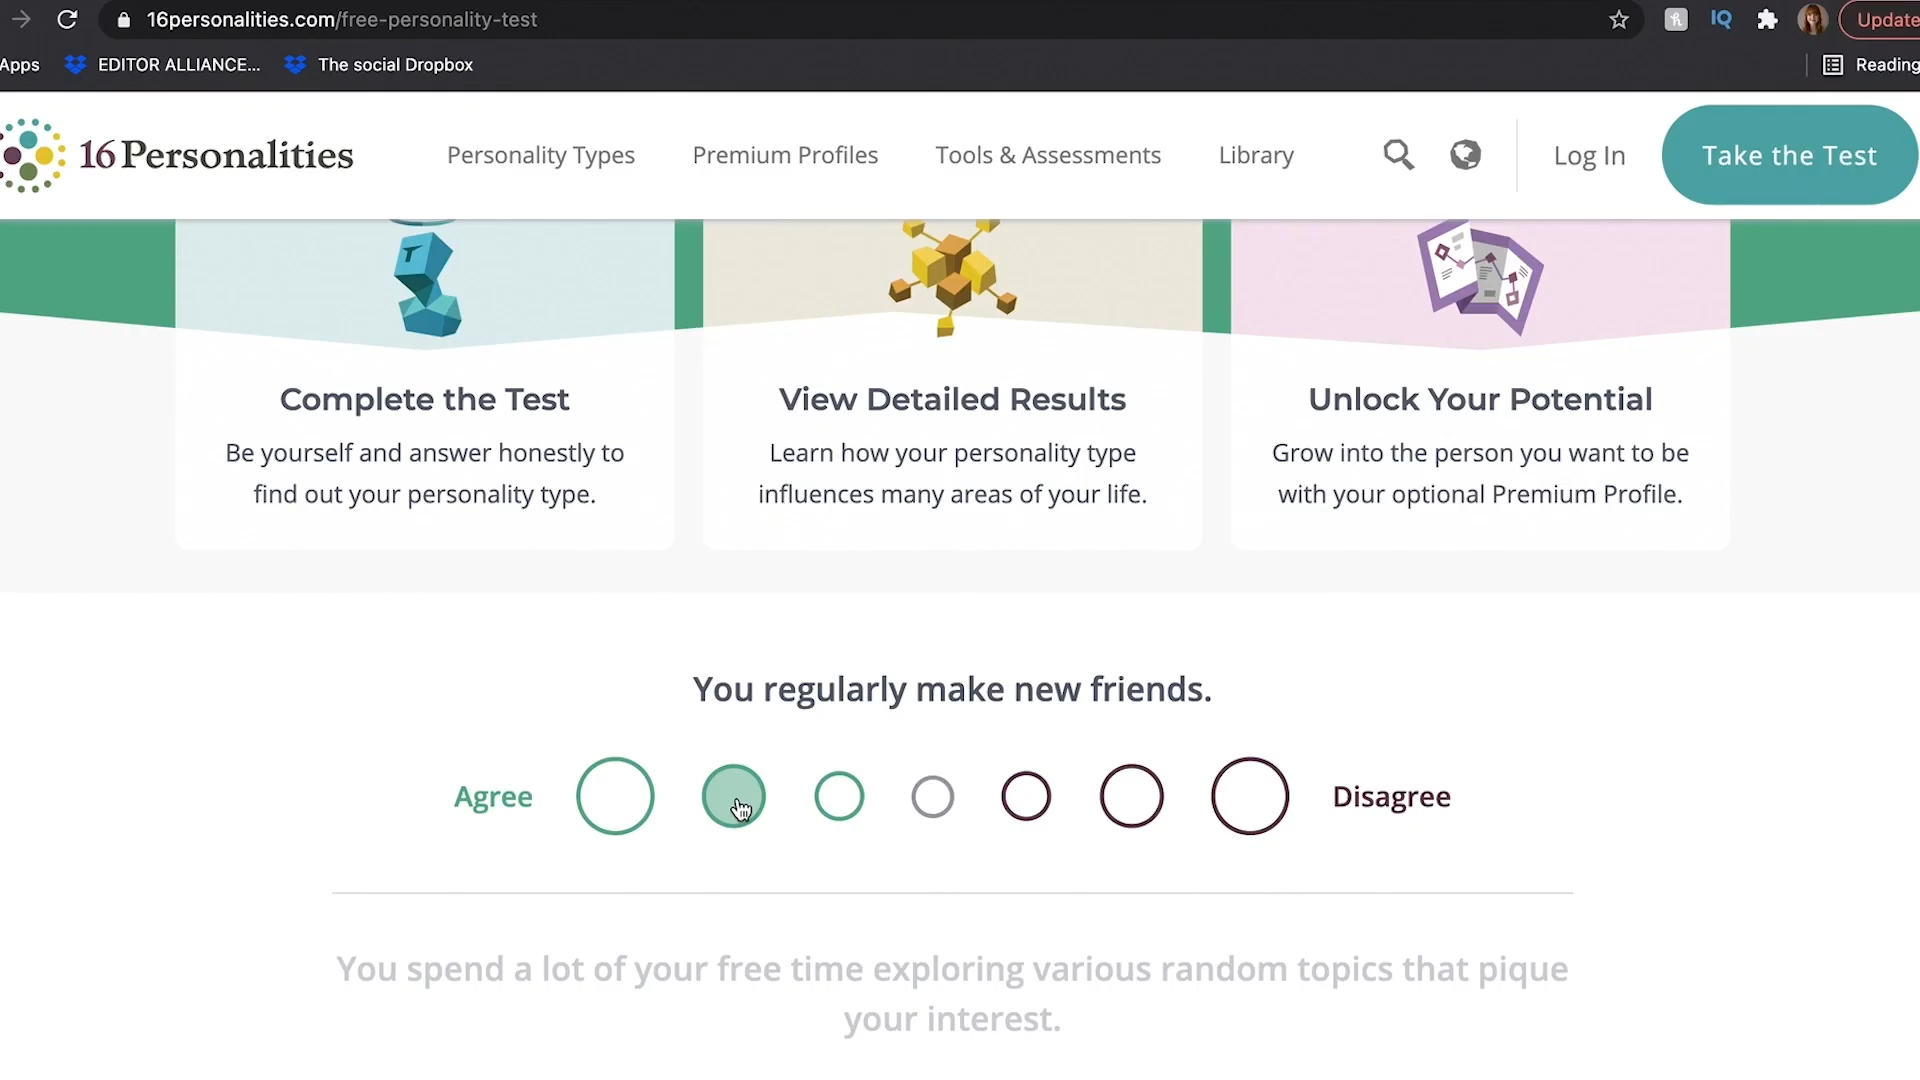 16personalities.com/free-personality-test
IQ
Update
Apps
EDITOR ALLIANCE...
The social Dropbox
Reading
16Personalities
Personality Types
Premium Profiles
Tools & Assessments
Library
Log In
Take the Test
T
Complete the Test
Be yourself and answer honestly to
find out your personality type.
View Detailed Results
Learn how your personality type
influences many areas of your life.
Unlock Your Potential
Grow into the person you want to be
with your optional Premium Profile.
You regularly make new friends.
Agree
Disagree
You spend a lot of your free time exploring various random topics that pique
your interest.